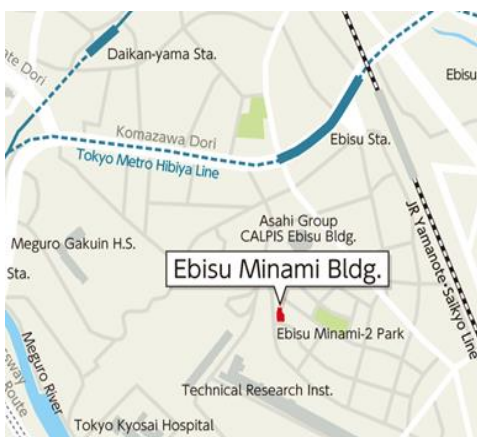 Daikan-yama Sta.
ate Dori
Ebisu
Komazawa Dori
Ebisu Sta.
Tokyo Metro Hibiya Line
Asahi Group
CALPIS Ebisu Bldg.
JR Yamanote·Saikyo Line
Meguro Gakuin H.S.
Sta.
Ebisu Minami Bldg.
Ebisu Minami-2 Park
Meguro River
ssway
Route
Technical Research Inst.
Tokyo Kyosai Hospital